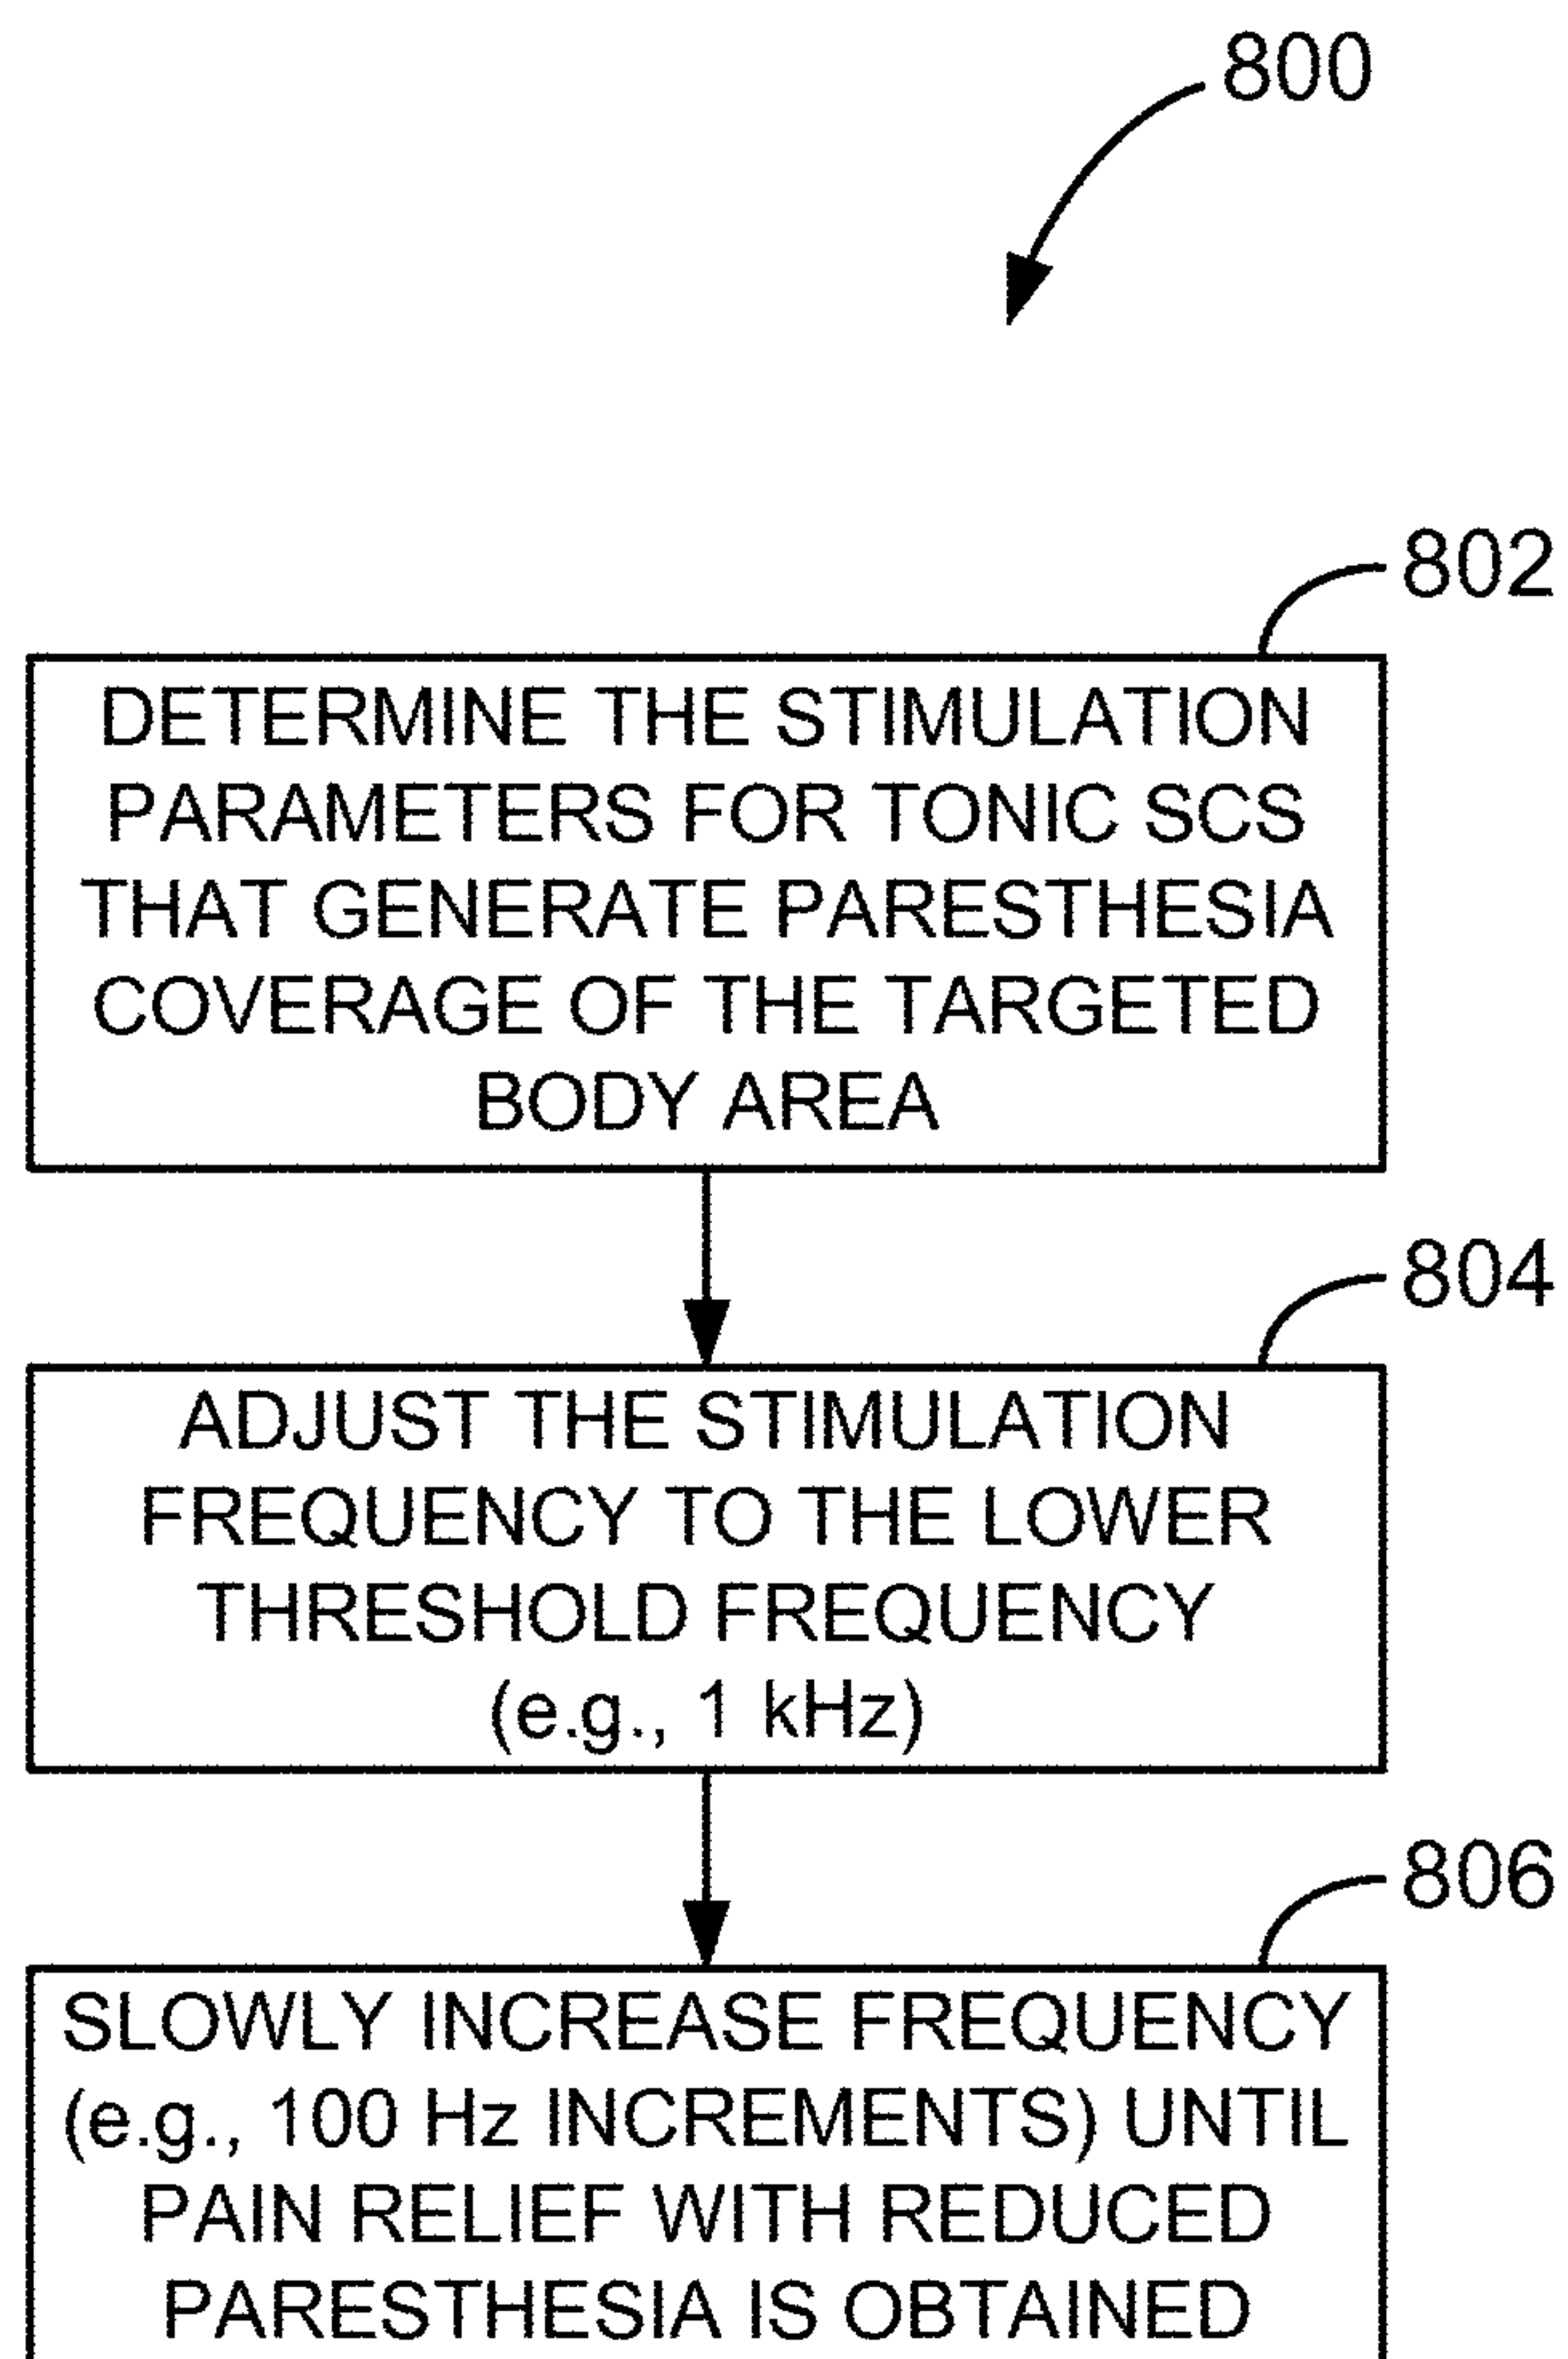 800
802
DETERMINE THE STIMULATION
PARAMETERS FOR TONIC SCS
THAT GENERATE PARESTHESIA
COVERAGE OF THE TARGETED
BODY AREA
804
ADJUST THE STIMULATION
FREQUENCY TO THE LOWER
THRESHOLD FREQUENCY
(e.g., 1 kHz)
806
SLOWLY INCREASE FREQUENCY
(e.g., 100 Hz INCREMENTS) UNTIL
PAIN RELIEF WITH REDUCED
PARESTHESIA IS OBTAINED